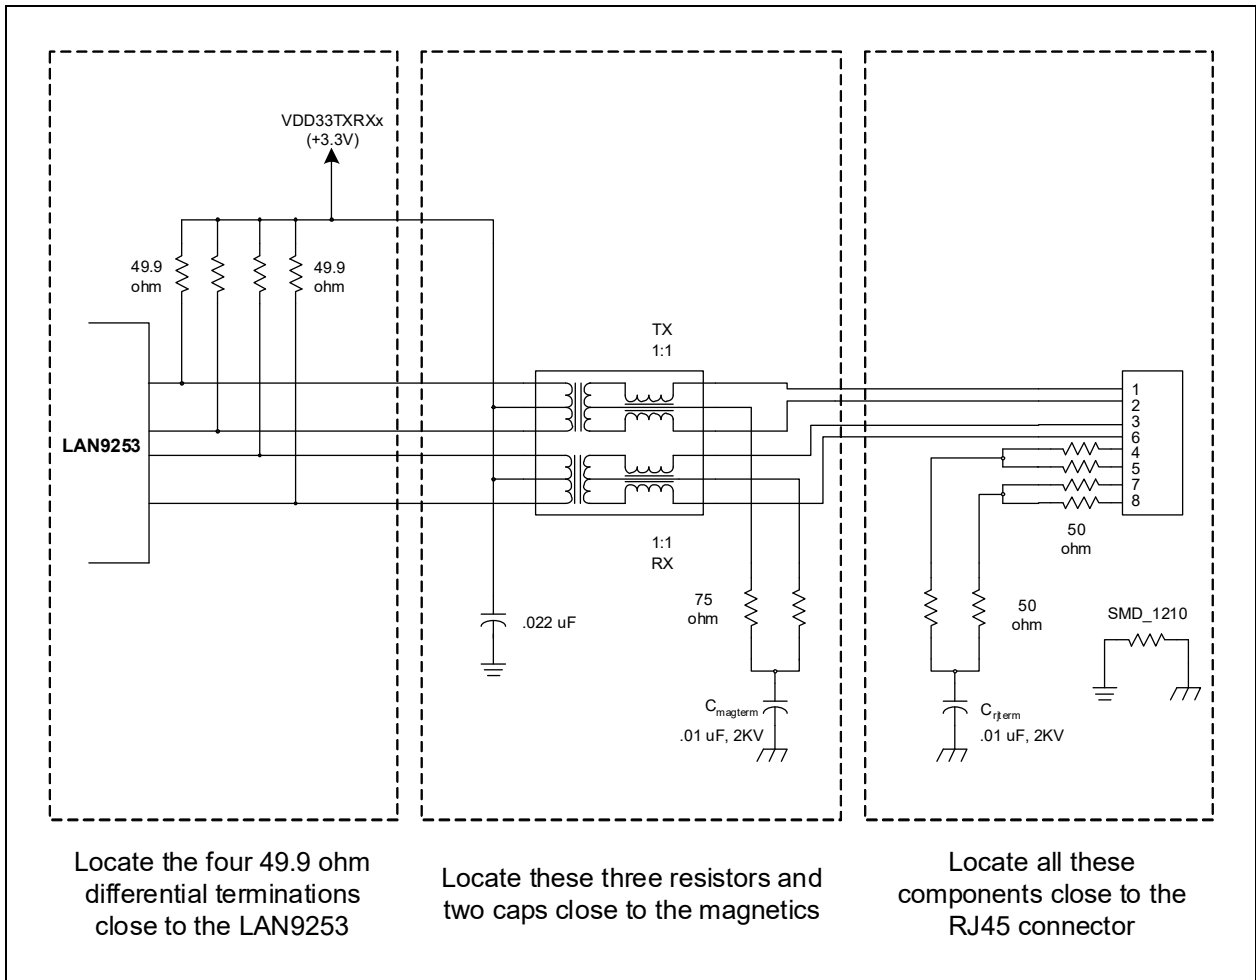 VDD33TXRXx
(+3.3V)
49.9
ohm
49.9
ohm
LAN9253
TX
1:1
1:1
RX
.022 uF
75
ohm
Cmagterm
.01 uF, 2KV
1
2
3
6
4
5
7
8
50
ohm
50
ohm
SMD_1210
Crjterm
.01 uF, 2KV
Locate the four 49.9 ohm
differential terminations
close to the LAN9253
Locate these three resistors and
two caps close to the magnetics
Locate all these
components close to the
RJ45 connector